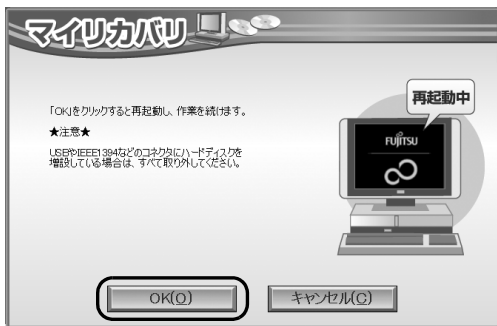 マイリカバリ
再起動中
FUJITSU
「OK」をクリックすると再起動し、作業を続けます。
★注意★
USBやIEEE1394などのコネクタにハードディスクを
増設している場合は、すべて取り外してください。
OK(O)
キャンセル(C)